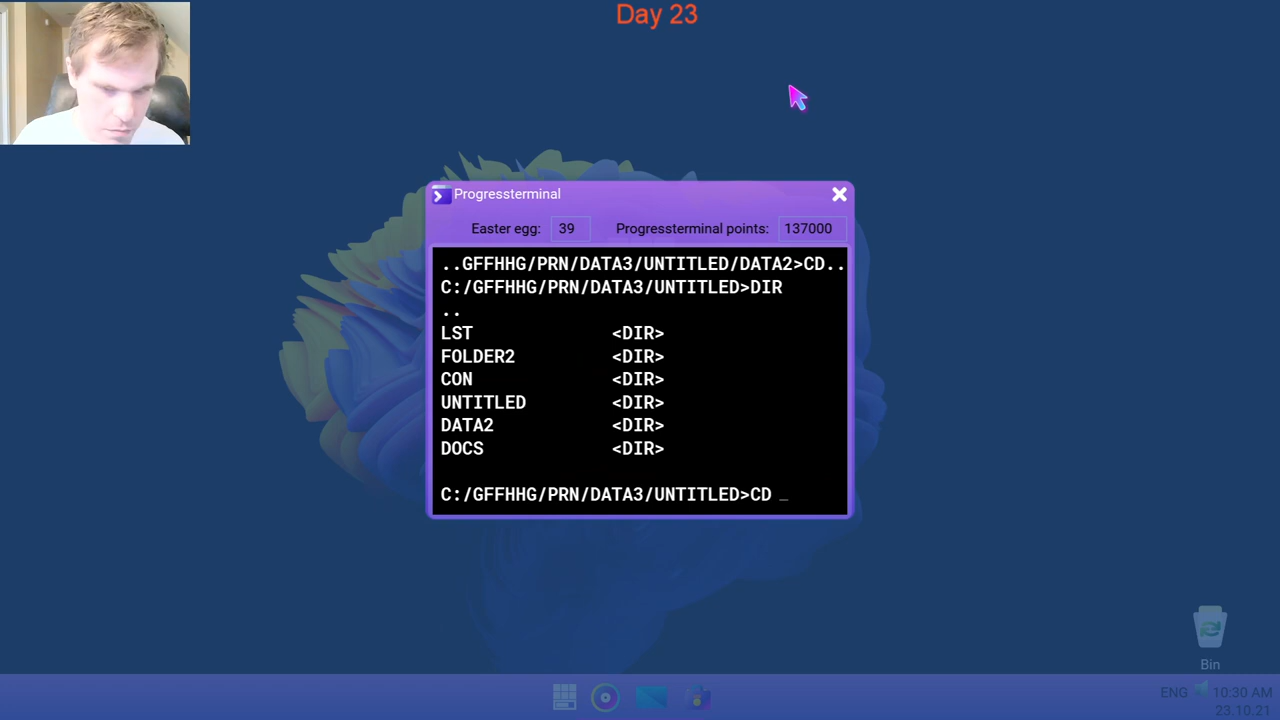 Day 23
Progressterminal
Easter egg: 39 Progressterminal points: 137000
..GFFHHG/PRN/DATA3/UNTITLED/DATA2>CD..
C:/GFFHHG/PRN/DATA3/UNTITLED>DIR
..
LST <DIR>
FOLDER2 <DIR>
CON <DIR>
UNTITLED <DIR>
DATA2 <DIR>
DOCS <DIR>
C:/GFFHHG/PRN/DATA3/UNTITLED>CD _
Bin
ENG 10:30 AM
23.10.21